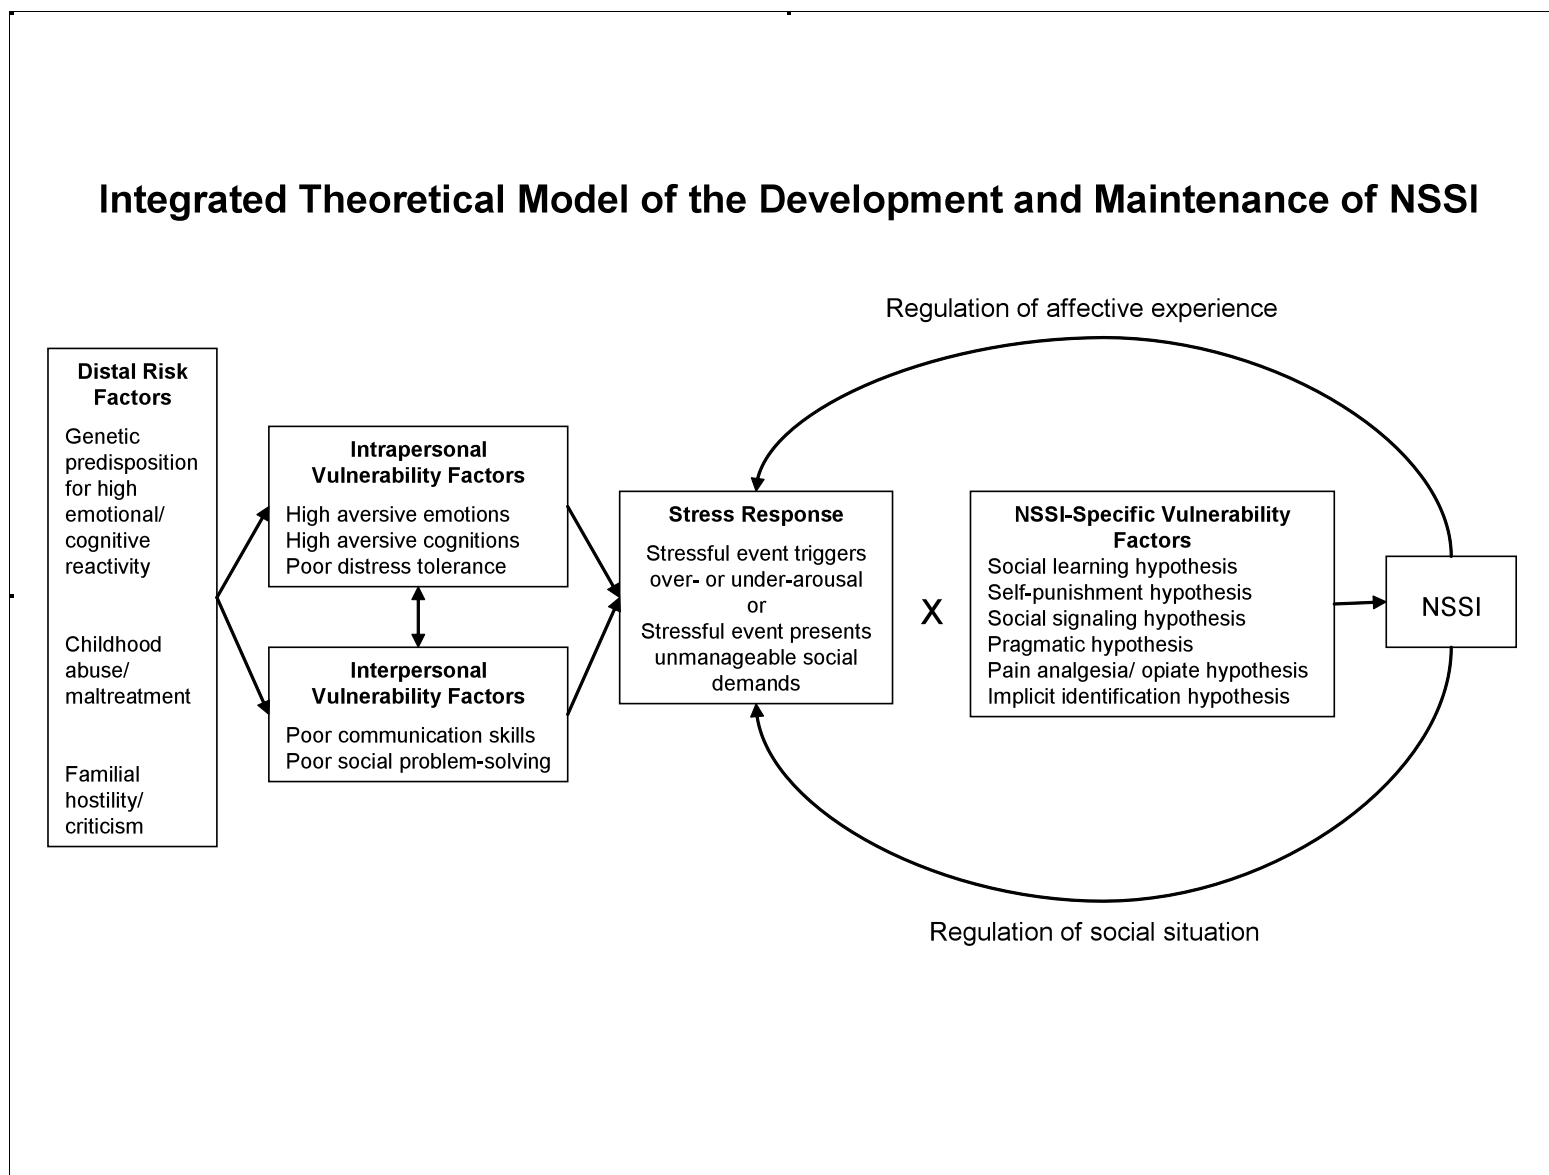 Integrated Theoretical Model of the Development and Maintenance of NSSI
Regulation of affective experience
Distal Risk
Factors
Genetic
predisposition
for high
emotional/
cognitive
reactivity
Childhood
abuse/
maltreatment
Familial
hostility/
criticism
Intrapersonal
Vulnerability Factors
High aversive emotions
High aversive cognitions
Poor distress tolerance
Interpersonal
Vulnerability Factors
Poor communication skills
Poor social problem-solving
Stress Response
Stressful event triggers
over- or under-arousal
or
Stressful event presents
unmanageable social
demands
X
NSSI-Specific Vulnerability
Factors
Social learning hypothesis
Self-punishment hypothesis
Social signaling hypothesis
Pragmatic hypothesis
Pain analgesia/ opiate hypothesis
Implicit identification hypothesis
NSSI
Regulation of social situation